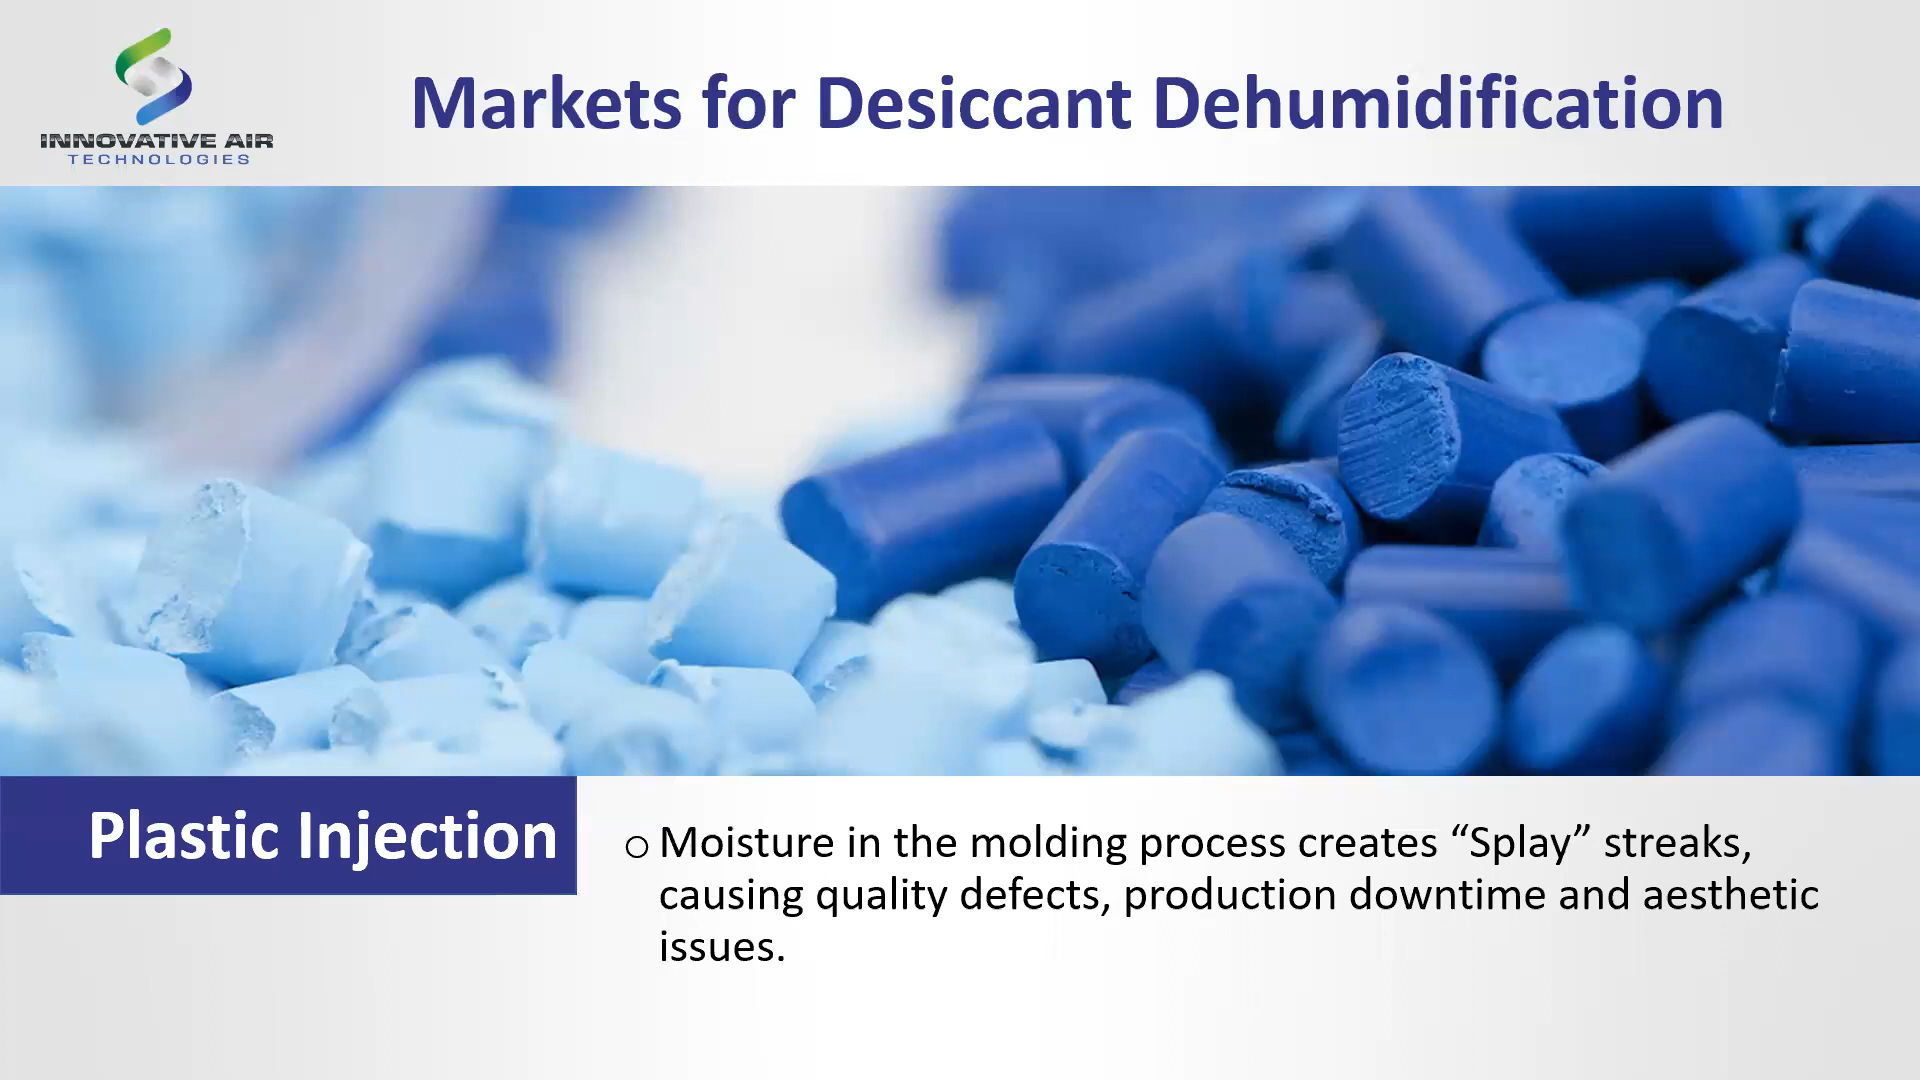 INNOVATIVE AIR
TECHNOLOGIES
Markets for Desiccant Dehumidification
Plastic Injection
○ Moisture in the molding process creates “Splay” streaks,
causing quality defects, production downtime and aesthetic
issues.